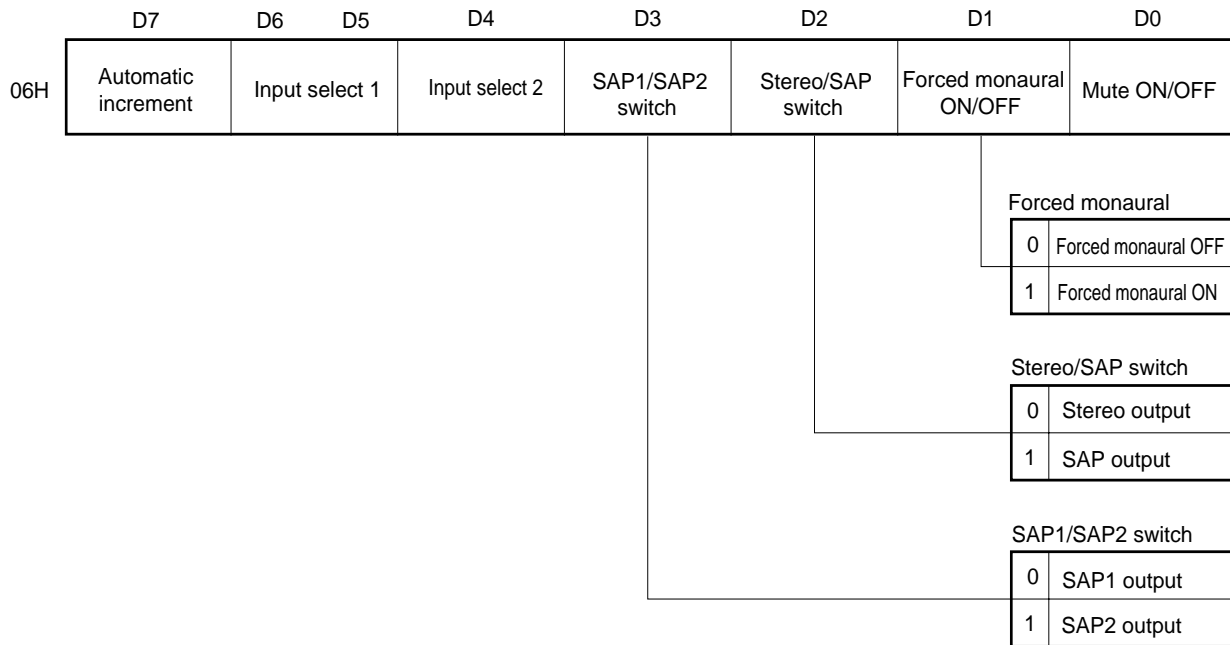 D7 D6 D5 D4 D3 D2 D1 D0
06H
Automatic
increment
Input select 1
Input select 2
SAP1/SAP2
switch
Stereo/SAP
switch
Forced monaural
ON/OFF
Mute ON/OFF
Forced monaural
0 Forced monaural OFF
1 Forced monaural ON
Stereo/SAP switch
0 Stereo output
1 SAP output
SAP1/SAP2 switch
0 SAP1 output
1 SAP2 output